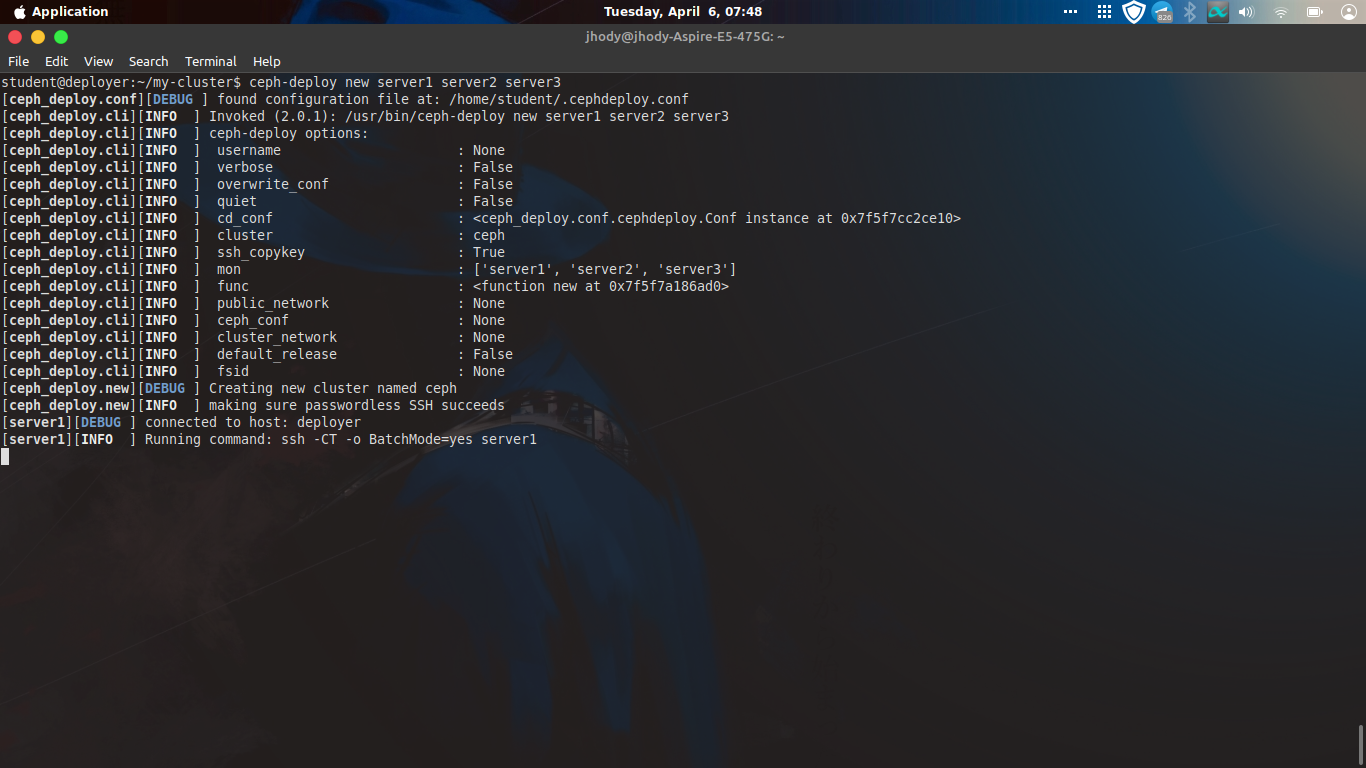 Application
Tuesday, April 6, 07:48
826
jhody@jhody-Aspire-E5-475G: ~
File Edit View Search Terminal Help
student@deployer:~/my-cluster$ ceph-deploy new server1 server2 server3
[ceph_deploy.conf][DEBUG ] found configuration file at: /home/student/.cephdeploy.conf
[ceph_deploy.cli][INFO  ] Invoked (2.0.1): /usr/bin/ceph-deploy new server1 server2 server3
[ceph_deploy.cli][INFO  ] ceph-deploy options:
[ceph_deploy.cli][INFO  ]  username                      : None
[ceph_deploy.cli][INFO  ]  verbose                       : False
[ceph_deploy.cli][INFO  ]  overwrite_conf                : False
[ceph_deploy.cli][INFO  ]  quiet                         : False
[ceph_deploy.cli][INFO  ]  cd_conf                       : <ceph_deploy.conf.cephdeploy.Conf instance at 0x7f5f7cc2ce10>
[ceph_deploy.cli][INFO  ]  cluster                       : ceph
[ceph_deploy.cli][INFO  ]  ssh_copykey                   : True
[ceph_deploy.cli][INFO  ]  mon                           : ['server1', 'server2', 'server3']
[ceph_deploy.cli][INFO  ]  func                          : <function new at 0x7f5f7a186ad0>
[ceph_deploy.cli][INFO  ]  public_network                : None
[ceph_deploy.cli][INFO  ]  ceph_conf                     : None
[ceph_deploy.cli][INFO  ]  cluster_network               : None
[ceph_deploy.cli][INFO  ]  default_release               : False
[ceph_deploy.cli][INFO  ]  fsid                          : None
[ceph_deploy.new][DEBUG ] Creating new cluster named ceph
[ceph_deploy.new][INFO  ] making sure passwordless SSH succeeds
[server1][DEBUG ] connected to host: deployer
[server1][INFO  ] Running command: ssh -CT -o BatchMode=yes server1